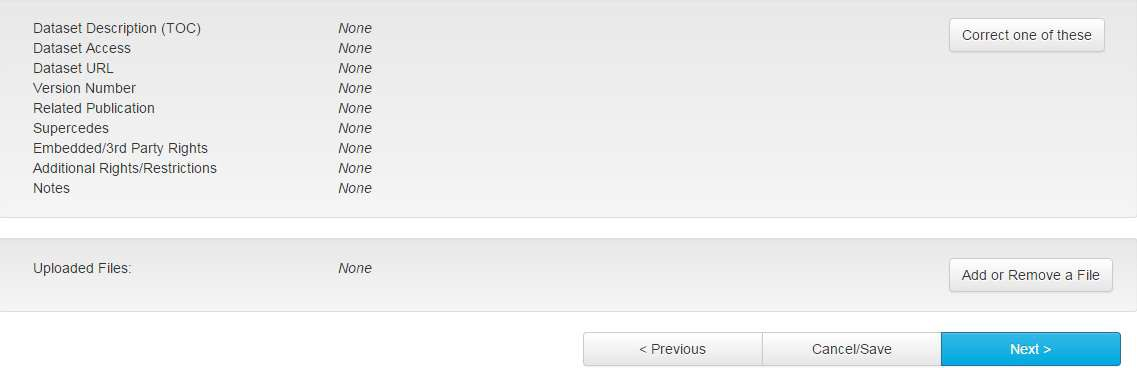 Dataset Description (TOC) None Correct one of these
Dataset Access None
Dataset URL None
Version Number None
Related Publication None
Supercedes None
Embedded/3rd Party Rights None
Additional Rights/Restrictions None
Notes None
Uploaded Files: None Add or Remove a File
< Previous Cancel/Save Next >